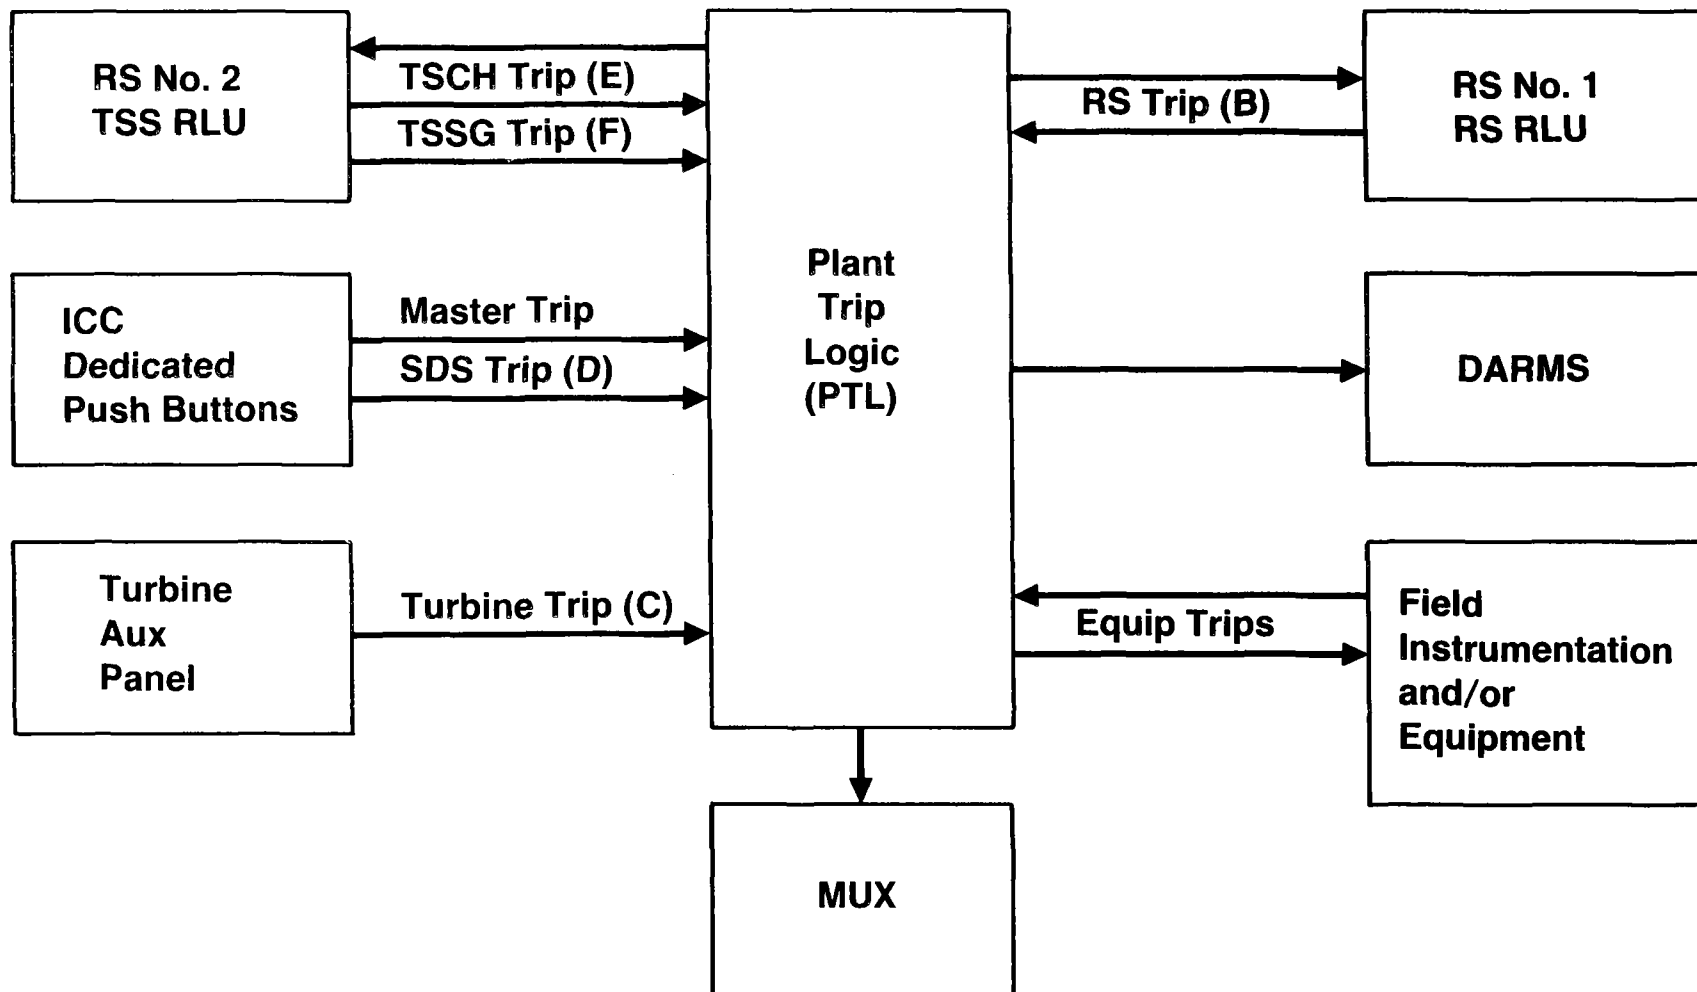 RS No. 2
TSS RLU
TSCH Trip (E)
TSSG Trip (F)
RS Trip (B)
RS No. 1
RS RLU
ICC
Dedicated
Push Buttons
Master Trip
SDS Trip (D)
Plant
Trip
Logic
(PTL)
DARMS
Turbine
Aux
Panel
Turbine Trip (C)
Equip Trips
Field
Instrumentation
and/or
Equipment
MUX